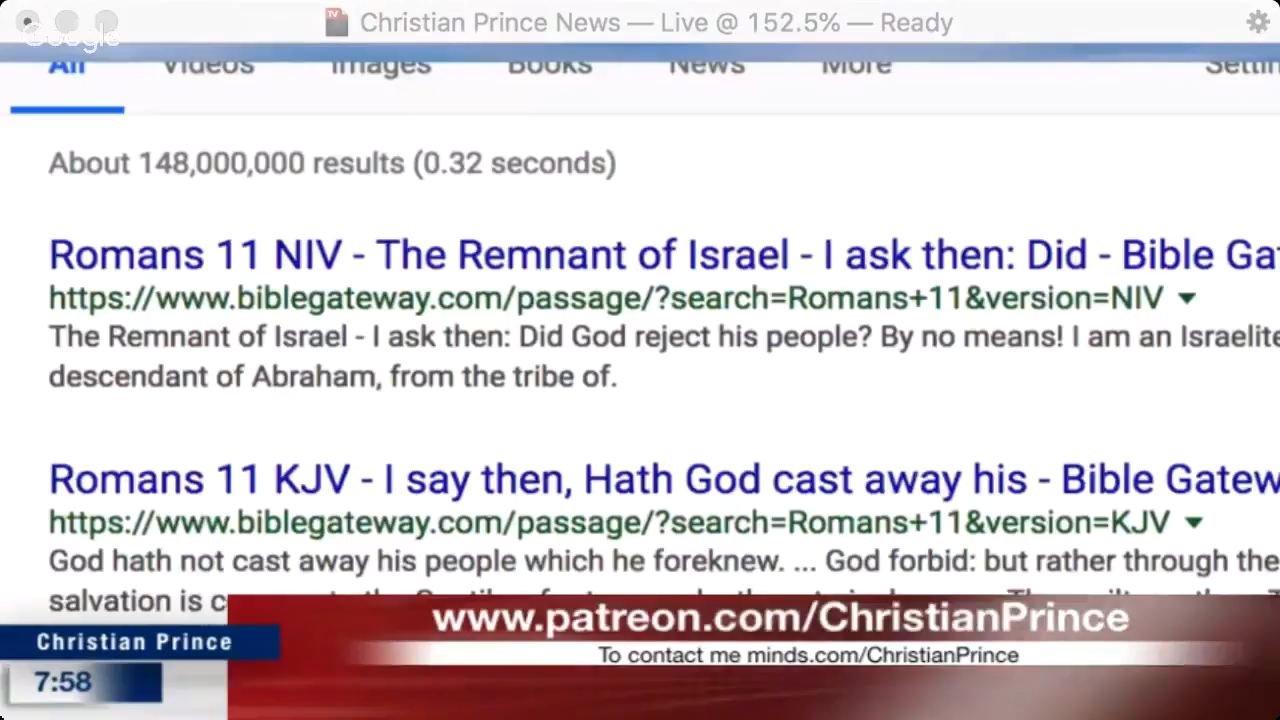 Christian Prince News — Live @ 152.5% — Ready
Google
All Videos Images Books News More
About 148,000,000 results (0.32 seconds)
Romans 11 NIV - The Remnant of Israel - I ask then: Did - Bible Ga
https://www.biblegateway.com/passage/?search=Romans+11&version=NIV
The Remnant of Israel - I ask then: Did God reject his people? By no means! I am an Israelite
descendant of Abraham, from the tribe of.
Romans 11 KJV - I say then, Hath God cast away his - Bible Gatew
https://www.biblegateway.com/passage/?search=Romans+11&version=KJV
God hath not cast away his people which he foreknew. ... God forbid: but rather through the
salvation is
www.patreon.com/ChristianPrince
Christian Prince
To contact me minds.com/ChristianPrince
7:58